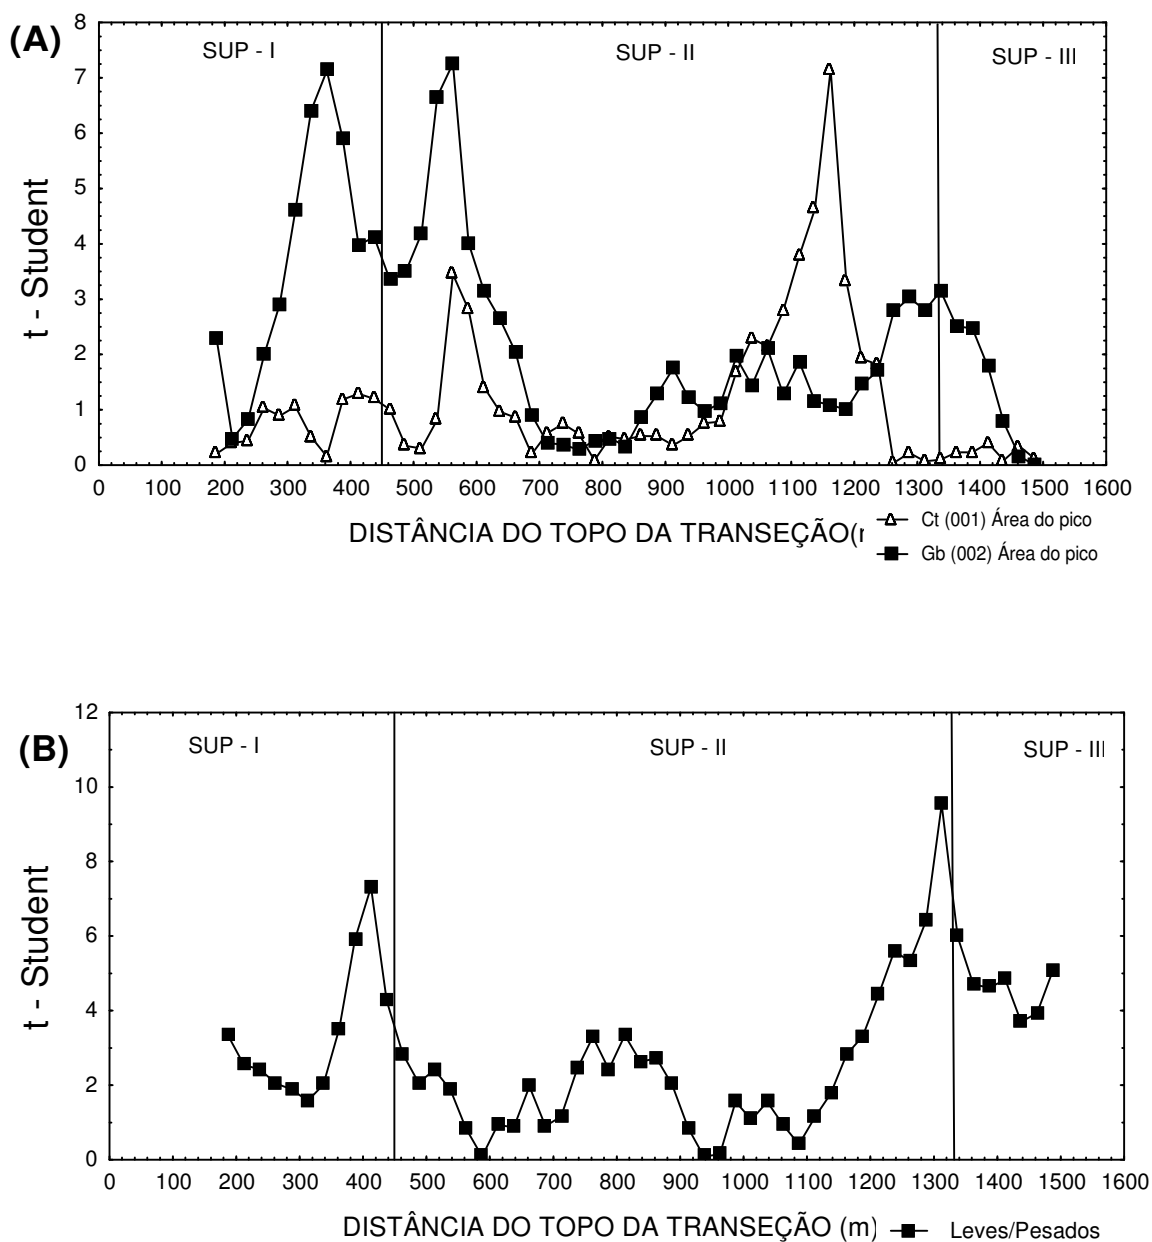 (A)
SUP - I
SUP - II
SUP - III
t - Student
8
7
6
5
4
3
2
1
0
0 100 200 300 400 500 600 700 800 900 1000 1100 1200 1300 1400 1500 1600
DISTÂNCIA DO TOPO DA TRANSEÇÃO(
Ct (001) Área do pico
Gb (002) Área do pico
(B)
SUP - I
SUP - II
SUP - III
t - Student
12
10
8
6
4
2
0
0 100 200 300 400 500 600 700 800 900 1000 1100 1200 1300 1400 1500 1600
DISTÂNCIA DO TOPO DA TRANSEÇÃO (m)
Leves/Pesados